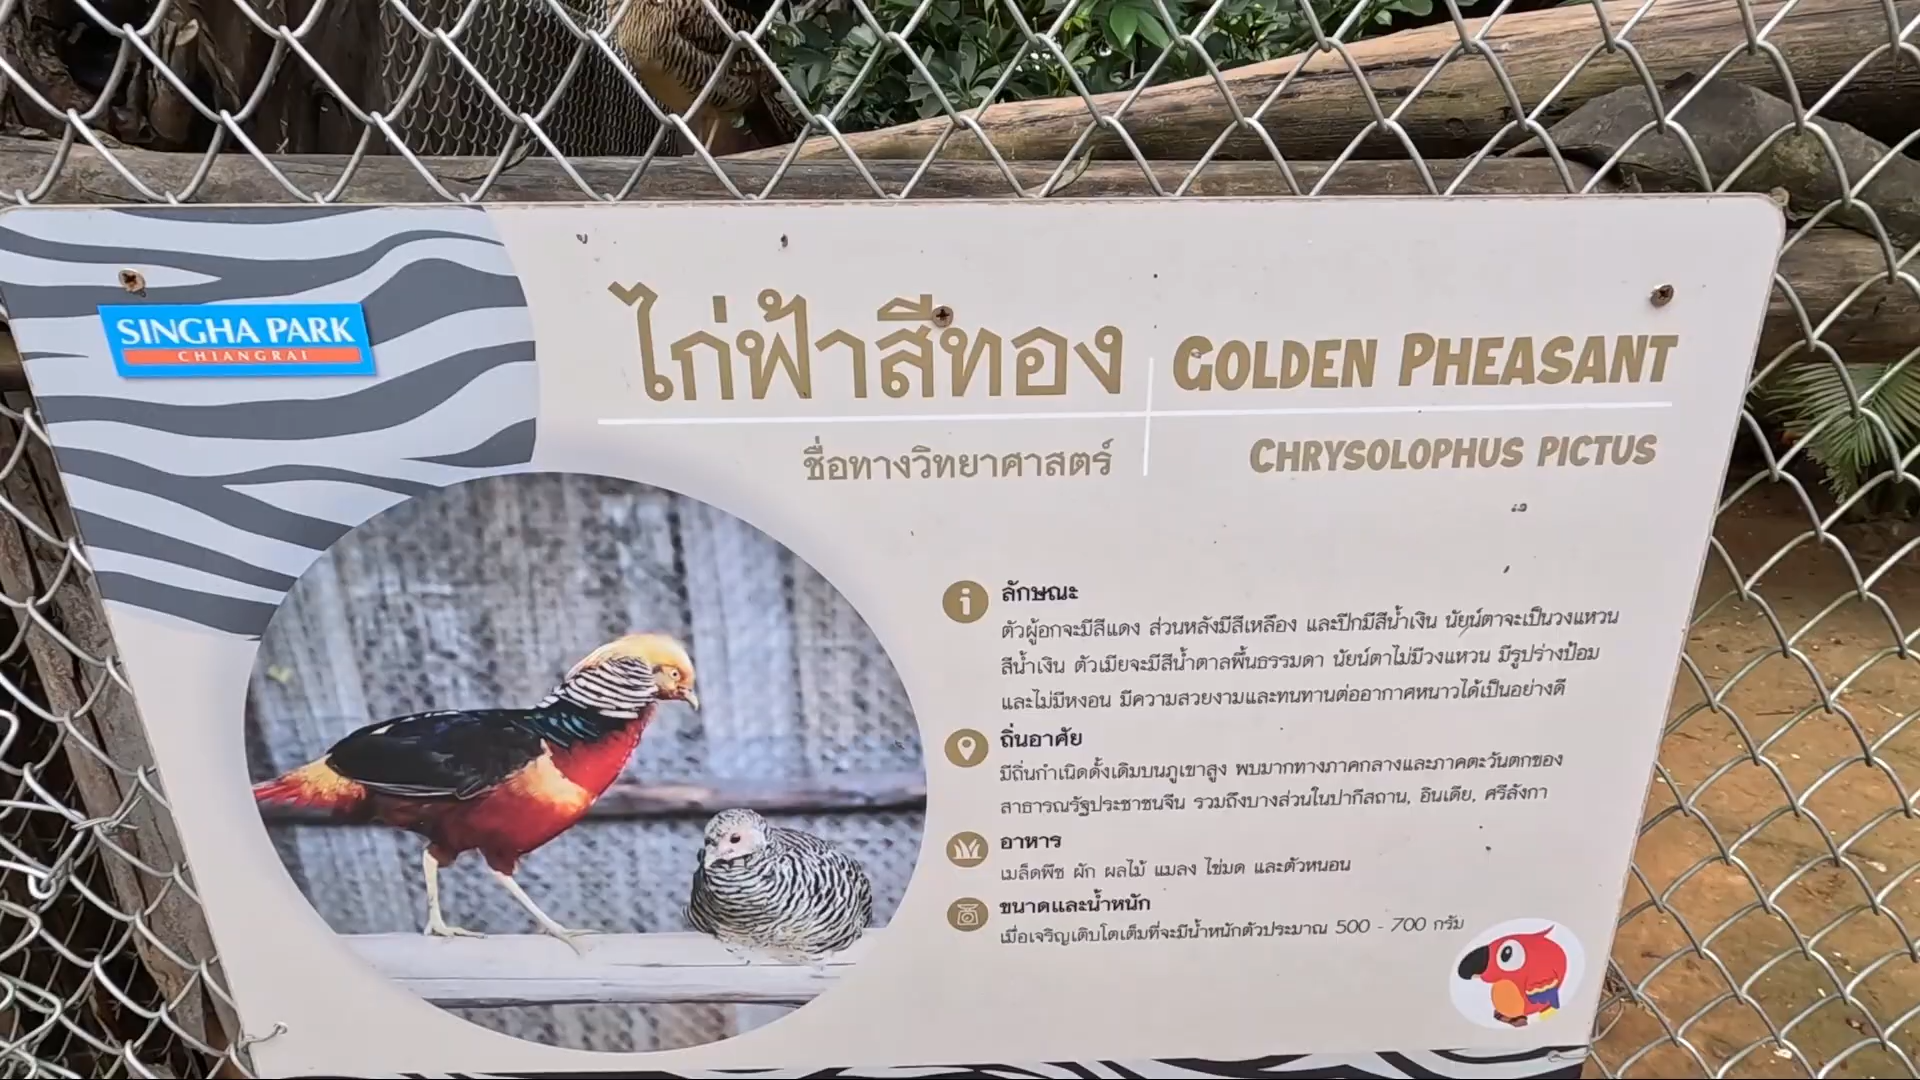 SINGHA PARK
CHIANGRAI
ไก่ฟ้าสีทอง
GOLDEN PHEASANT
ชื่อทางวิทยาศาสตร์
CHRYSOLOPHUS PICTUS
ลักษณะ
ตัวผู้อกจะมีสีแดง ส่วนหลังมีสีเหลือง และปีกมีสีน้ำเงิน นัยน์ตาจะเป็นวงแหวน
สีน้ำเงิน ตัวเมียจะมีสีน้ำตาลพื้นธรรมดา นัยน์ตาไม่มีวงแหวน มีรูปร่างป้อม
และไม่มีหงอน มีความสวยงามและทนทานต่ออากาศหนาวได้เป็นอย่างดี
ถิ่นอาศัย
มีถิ่นกำเนิดดั้งเดิมบนภูเขาสูง พบมากทางภาคกลางและภาคตะวันตกของ
สาธารณรัฐประชาชนจีน รวมถึงบางส่วนในปากีสถาน, อินเดีย, ศรีลังกา
อาหาร
เมล็ดพืช ผัก ผลไม้ แมลง ไข่มด และตัวหนอน
ขนาดและน้ำหนัก
เมื่อเจริญเติบโตเต็มที่จะมีน้ำหนักตัวประมาณ 500 - 700 กรัม